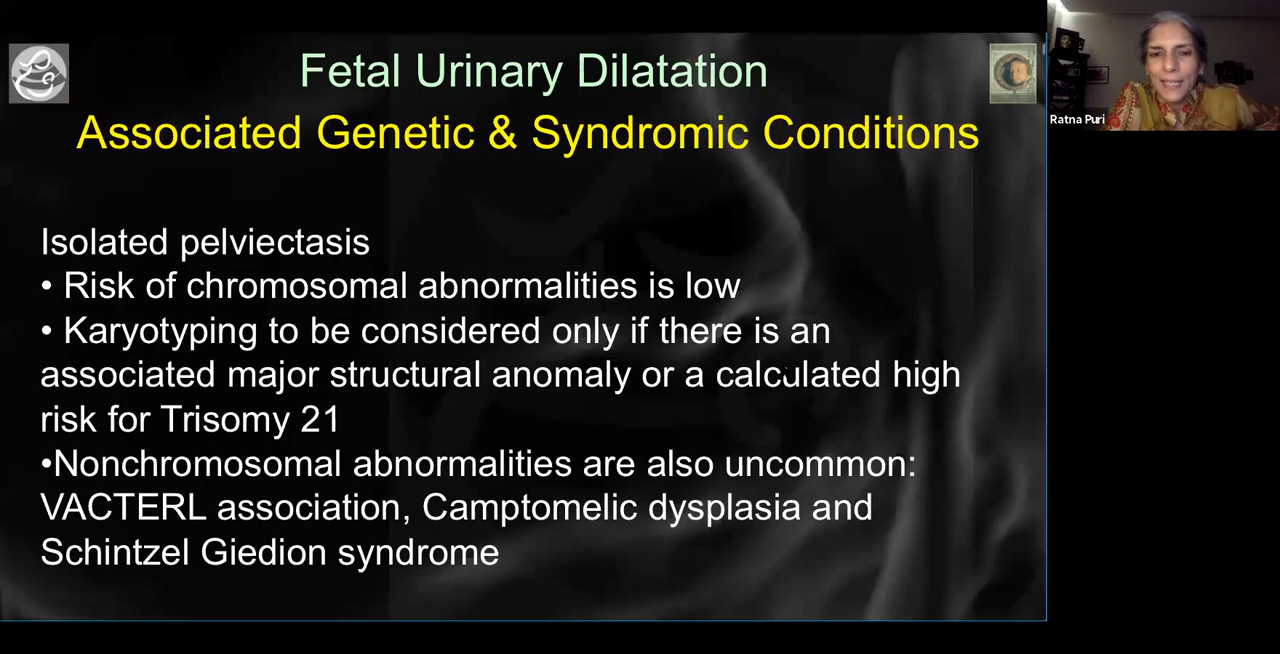 Fetal Urinary Dilatation
Associated Genetic & Syndromic Conditions
Isolated pelviectasis
• Risk of chromosomal abnormalities is low
• Karyotyping to be considered only if there is an
associated major structural anomaly or a calculated high
risk for Trisomy 21
•Nonchromosomal abnormalities are also uncommon:
VACTERL association, Camptomelic dysplasia and
Schintzel Giedion syndrome
Ratna Puri